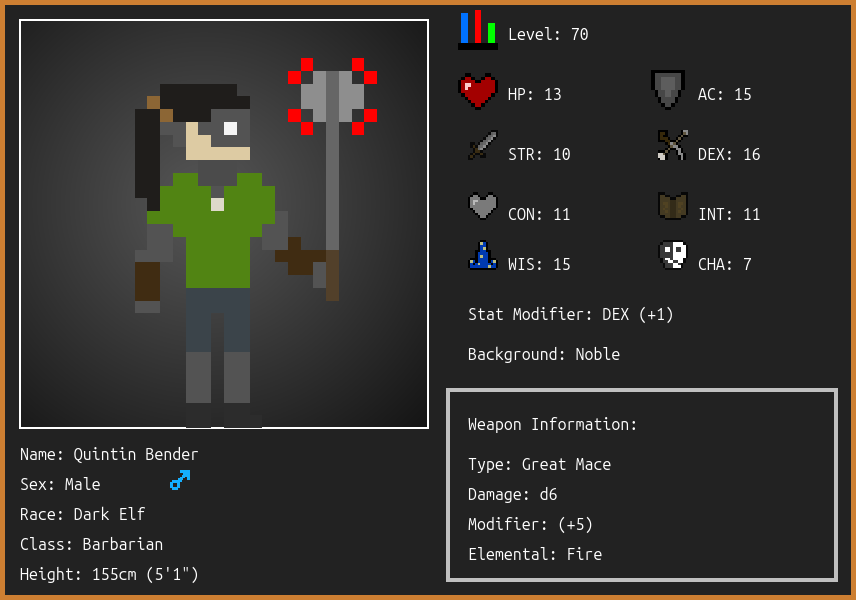 Level: 70
HP: 13
AC: 15
STR: 10
DEX: 16
CON: 11
INT: 11
WIS: 15
CHA: 7
Stat Modifier: DEX (+1)
Background: Noble
Weapon Information:
Type: Great Mace
Damage: d6
Modifier: (+5)
Elemental: Fire
Name: Quintin Bender
Sex: Male
Race: Dark Elf
Class: Barbarian
Height: 155cm (5'1")